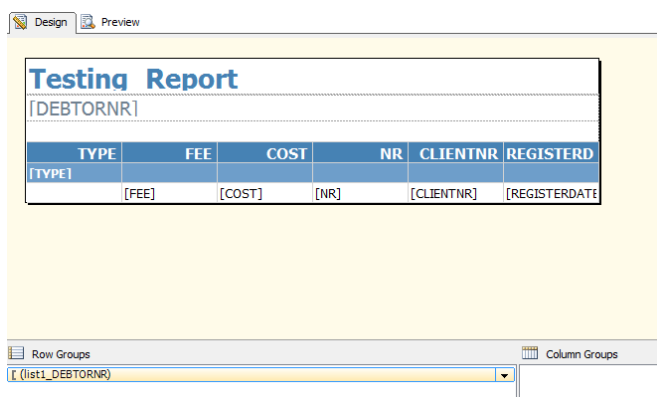 Design Preview
Testing Report
[DEBTORNR]
TYPE FEE COST NR CLIENTNR REGISTERD
[TYPE]
[FEE] [COST] [NR] [CLIENTNR] [REGISTERDATE
Row Groups Column Groups
[ (list1_DEBTORNR)